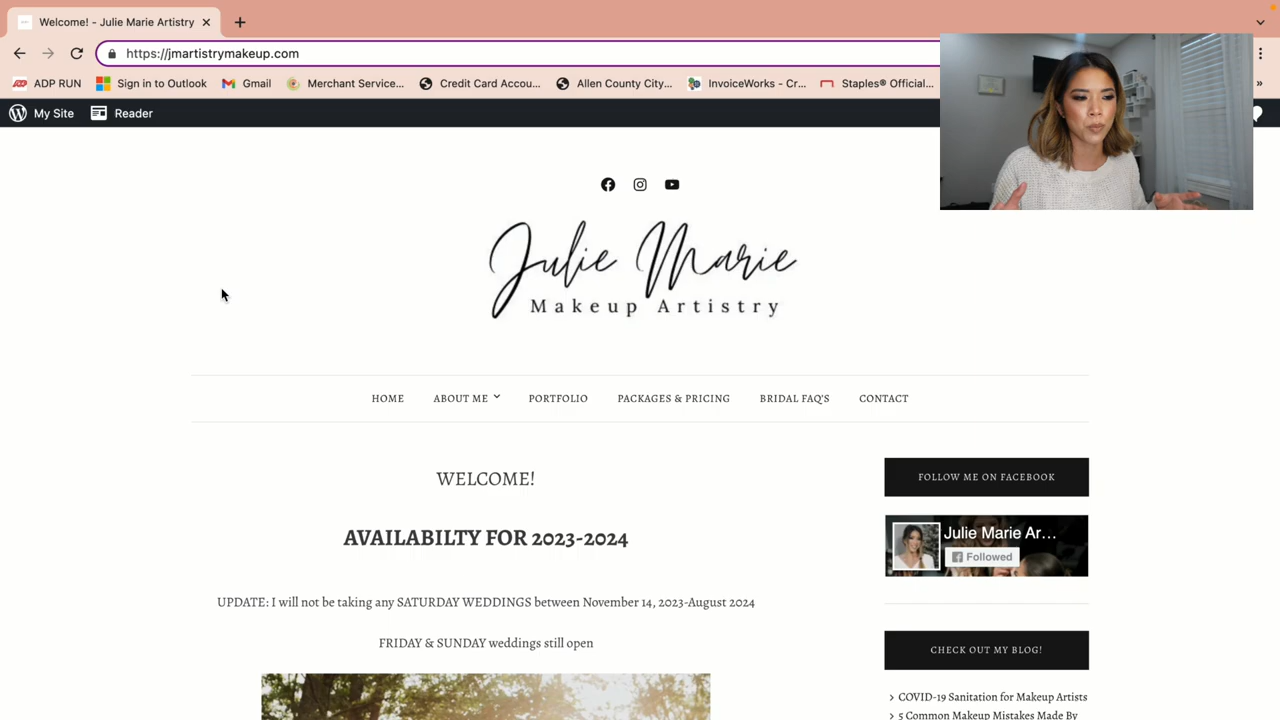 Welcome! - Julie Marie Artistry
https://jmartistrymakeup.com
ADP RUN
Sign in to Outlook
Gmail
Merchant Service...
Credit Card Accou...
Allen County City...
InvoiceWorks - Cr...
Staples® Official...
My Site
Reader
Julie Marie
Makeup Artistry
HOME
ABOUT ME
PORTFOLIO
PACKAGES & PRICING
BRIDAL FAQ'S
CONTACT
WELCOME!
AVAILABILTY FOR 2023-2024
UPDATE: I will not be taking any SATURDAY WEDDINGS between November 14, 2023-August 2024
FRIDAY & SUNDAY weddings still open
FOLLOW ME ON FACEBOOK
Julie Marie Ar...
Followed
CHECK OUT MY BLOG!
COVID-19 Sanitation for Makeup Artists
5 Common Makeup Mistakes Made By